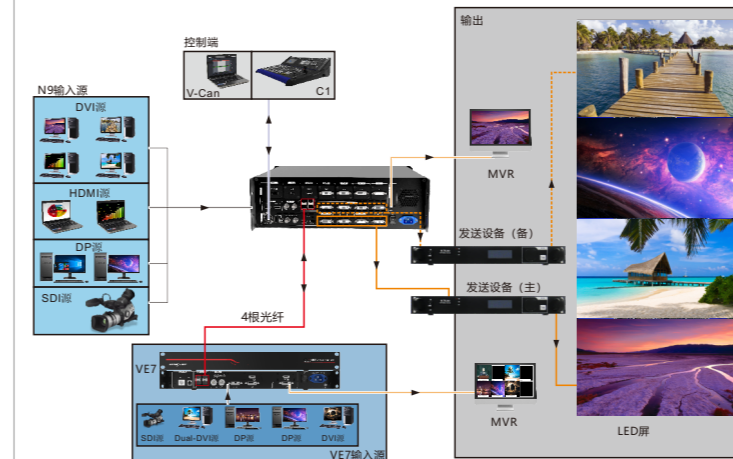 输出
控制端
V-Can
C1
N9输入源
DVI源
HDMI源
DP源
SDI源
MVR
发送设备（备）
发送设备（主）
4根光纤
VE7
SDI源
Dual-DVI源
DP源
DP源
DVI源
VE7输入源
MVR
LED屏